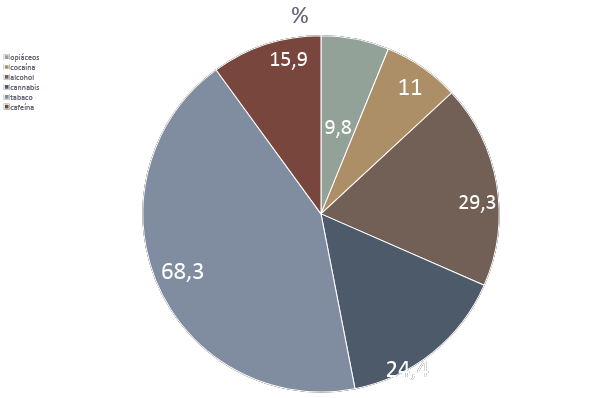 %
opiáceos
cocaína
alcohol
cannabis
tabaco
cafeína
15,9
9,8
11
29,3
68,3
24,4